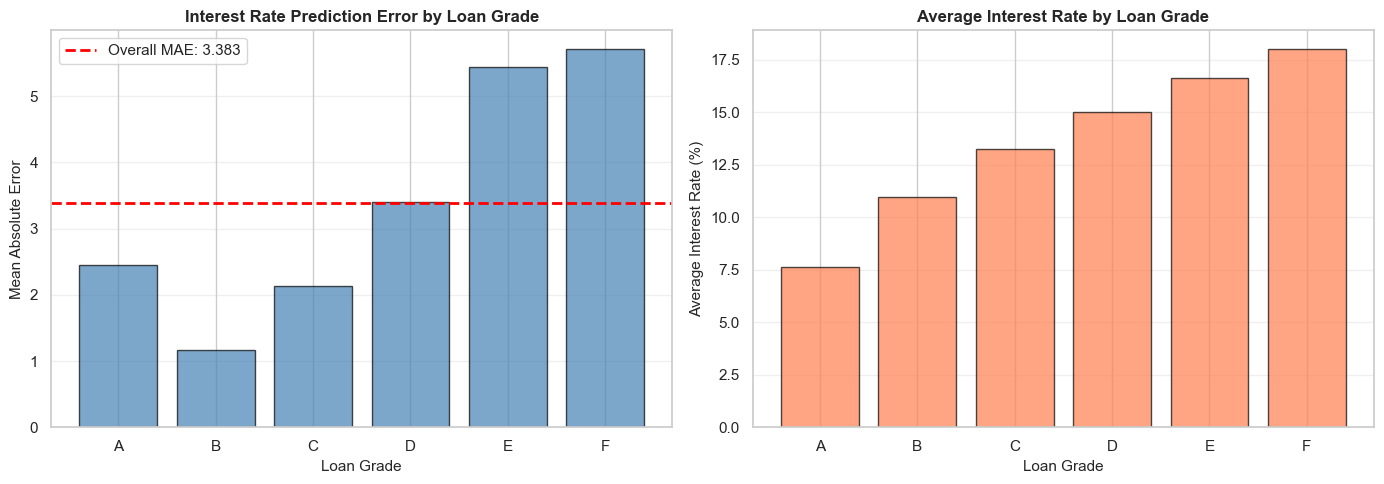 Interest Rate Prediction Error by Loan Grade
Overall MAE: 3.383
Mean Absolute Error
5
4
3
2
1
0
A B C D E F
Loan Grade
Average Interest Rate by Loan Grade
Average Interest Rate (%)
17.5
15.0
12.5
10.0
7.5
5.0
2.5
0.0
A B C D E F
Loan Grade